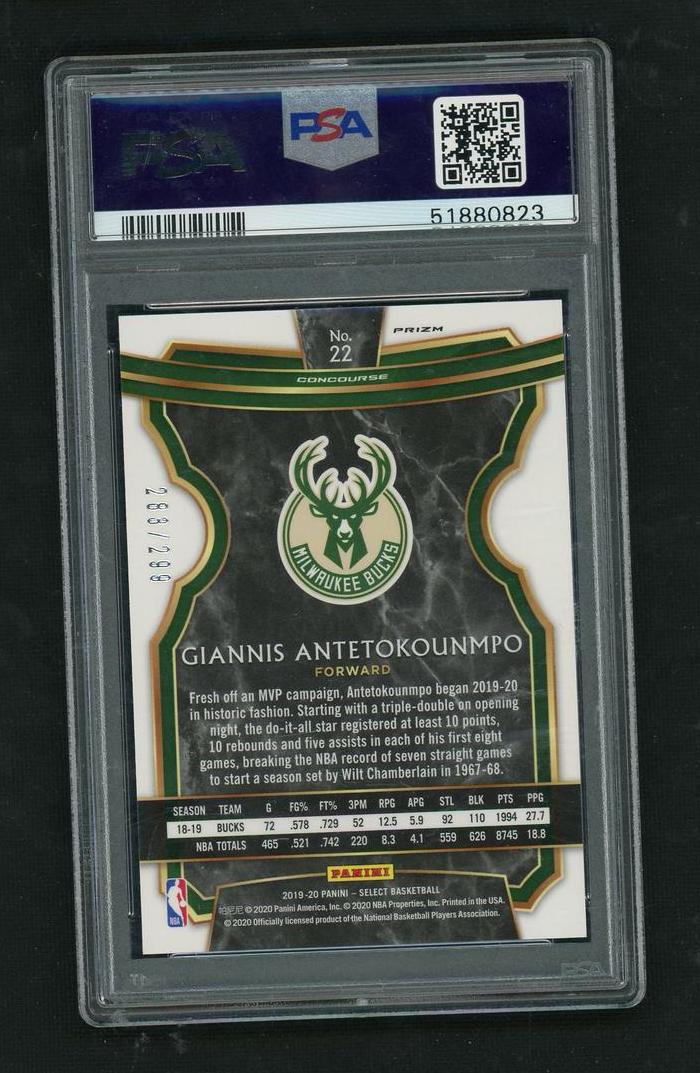 PSA
PSA
51880823
No.
22
PRIZM
CONCOURSE
288/299
MILWAUKEE BUCKS
GIANNIS ANTETOKOUNMPO
FORWARD
Fresh off an MVP campaign, Antetokounmpo began 2019-20
in historic fashion. Starting with a triple-double on opening
night, the do-it-all star registered at least 10 points,
10 rebounds and five assists in each of his first eight
games, breaking the NBA record of seven straight games
to start a season set by Wilt Chamberlain in 1967-68.
SEASON TEAM G FG% FT% 3PM RPG APG STL BLK PTS PPG
18-19 BUCKS 72 .578 .729 52 12.5 5.9 92 110 1994 27.7
NBA TOTALS 465 .521 .742 220 8.3 4.1 559 626 8745 18.8
PANINI
2019-20 PANINI – SELECT BASKETBALL
帕尼尼 © 2020 Panini America, Inc. © 2020 NBA Properties, Inc. Printed in the USA.
© 2020 Officially licensed product of the National Basketball Players Association.
NBA
PSA